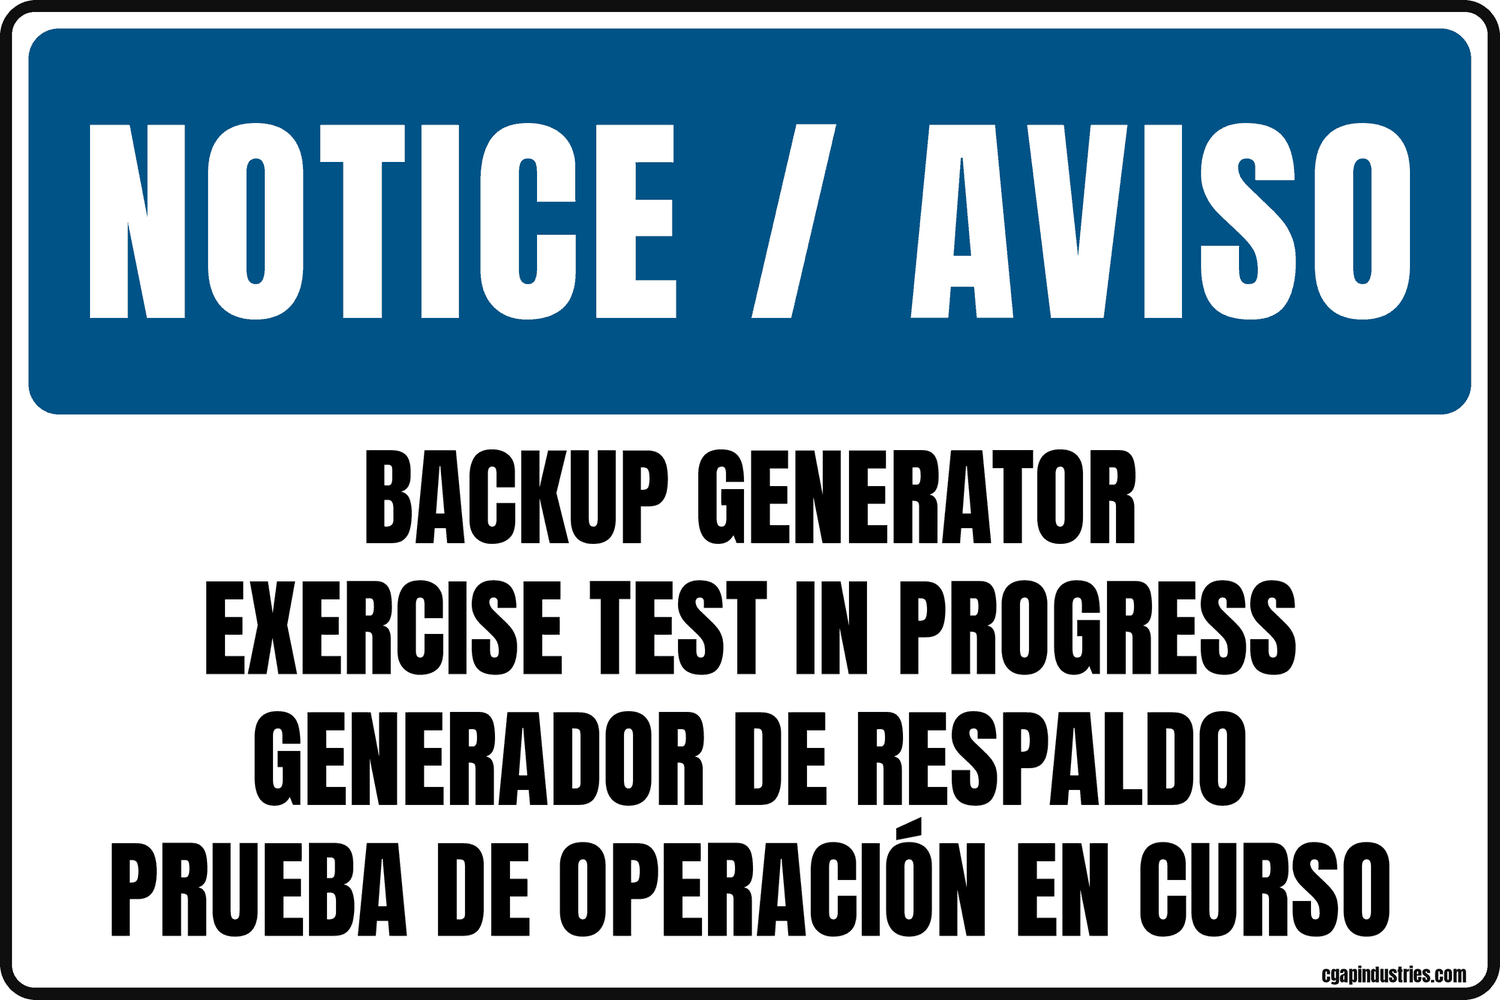 NOTICE / AVISO
BACKUP GENERATOR
EXERCISE TEST IN PROGRESS
GENERADOR DE RESPALDO
PRUEBA DE OPERACIÓN EN CURSO
cgapindustries.com